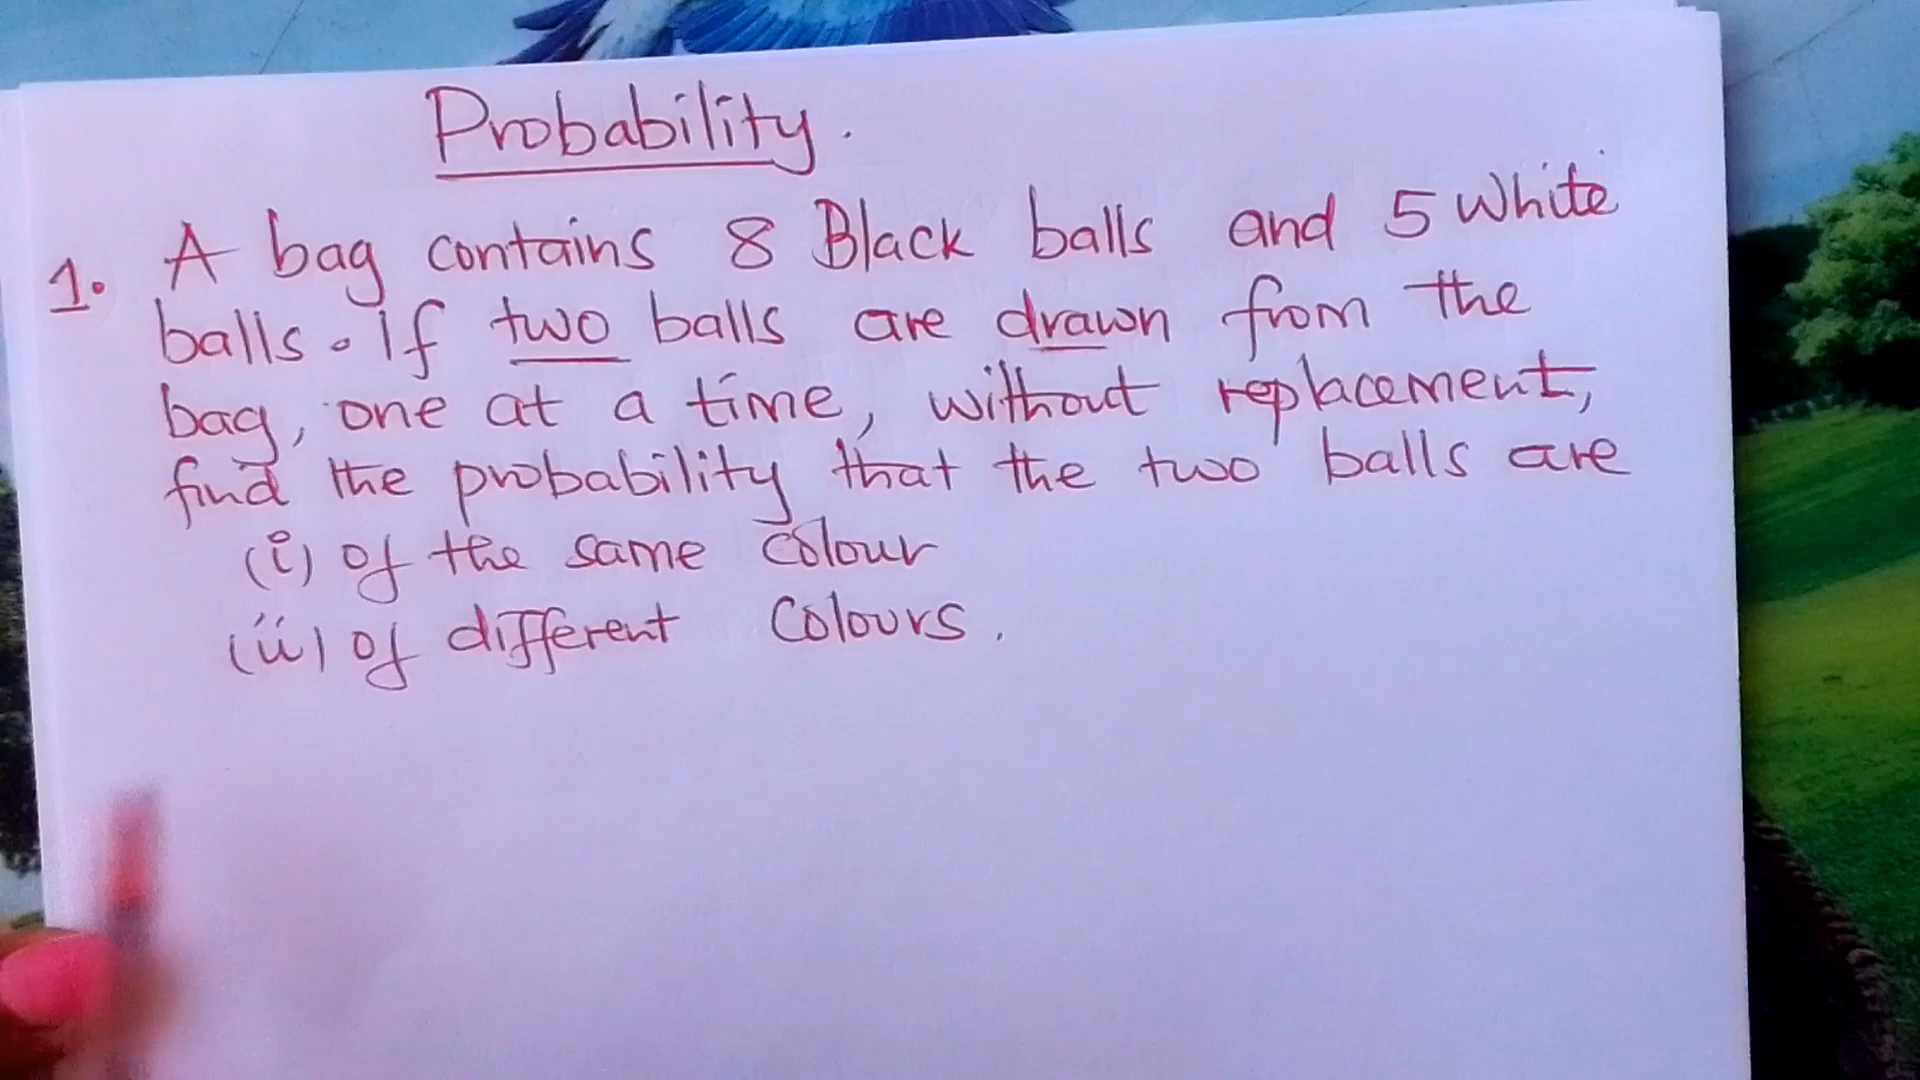 Probability.
1. A bag contains 8 Black balls and 5 White
balls. If two balls are drawn from the
bag, one at a time, without replacement,
find the probability that the two balls are
(i) of the same colour
(ii) of different Colours.